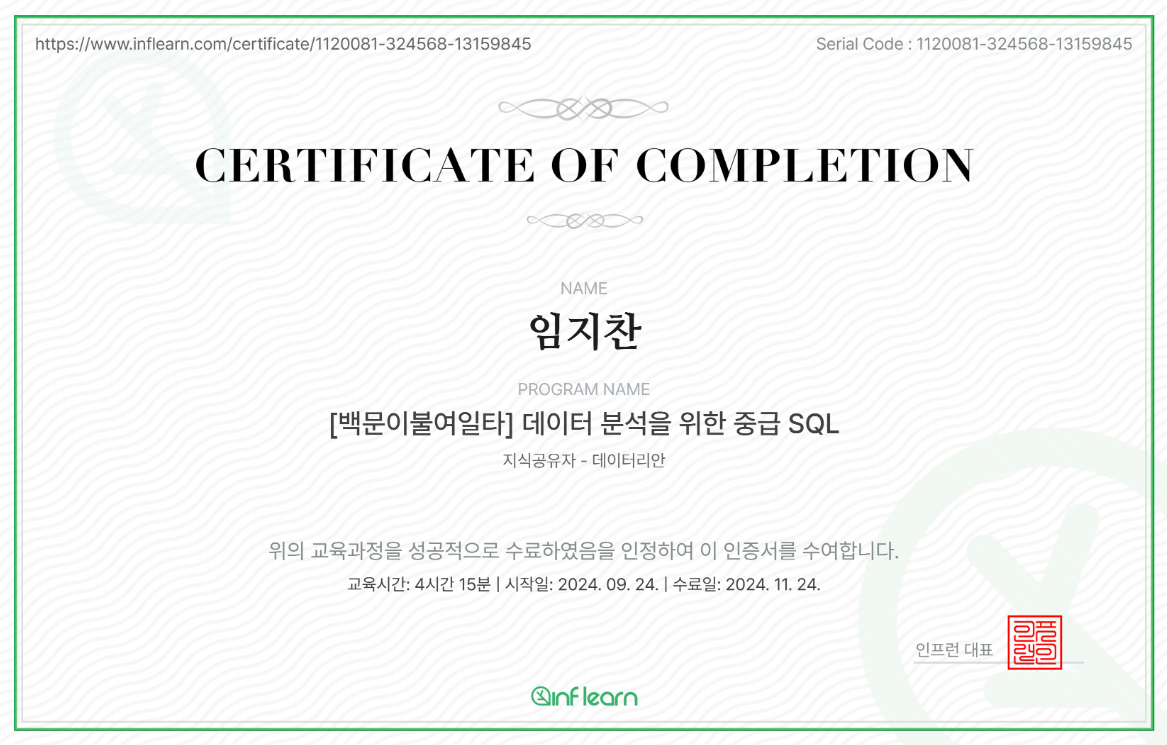 https://www.inflearn.com/certificate/1120081-324568-13159845
Serial Code : 1120081-324568-13159845
CERTIFICATE OF COMPLETION
NAME
임지찬
PROGRAM NAME
[백문이불여일타] 데이터 분석을 위한 중급 SQL
지식공유자 - 데이터리안
위의 교육과정을 성공적으로 수료하였음을 인정하여 이 인증서를 수여합니다.
교육시간: 4시간 15분 | 시작일: 2024. 09. 24. | 수료일: 2024. 11. 24.
인프런 대표
인프런인
inflearn